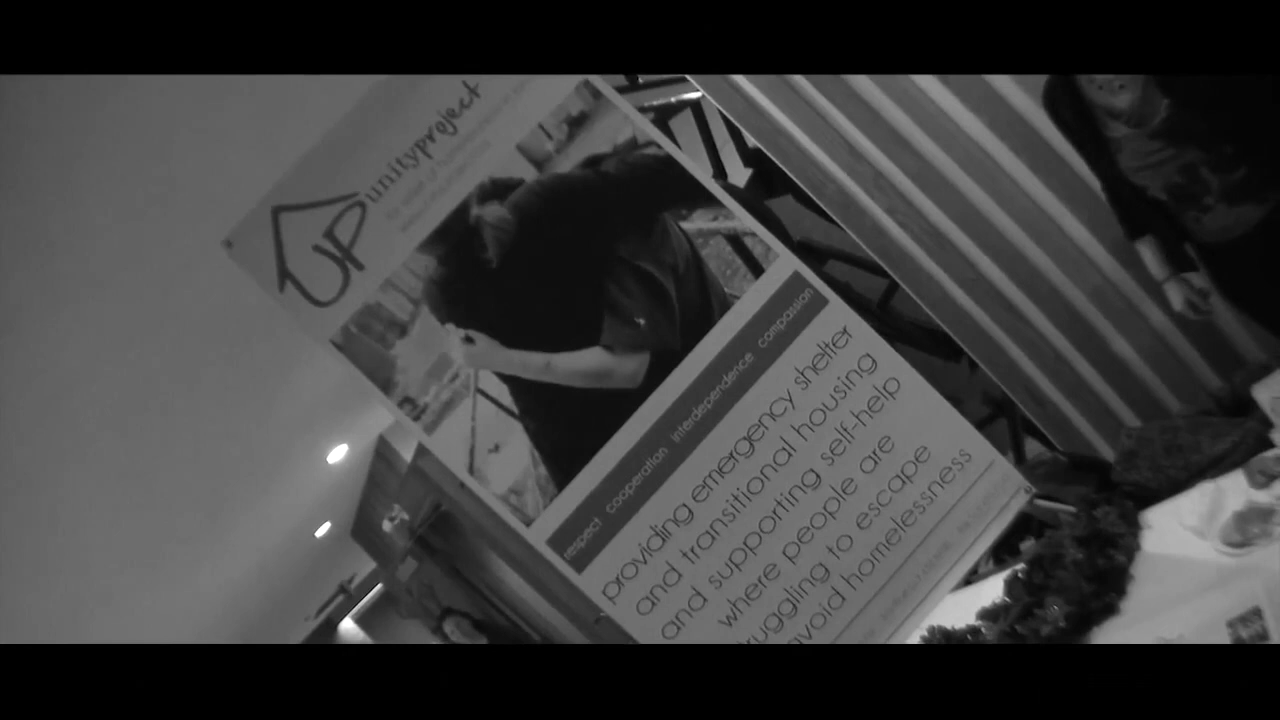 UP
unityproject
respect cooperation interdependence compassion
providing emergency shelter
and transitional housing
and supporting self-help
where people are
ruggling to escape
avoid homelessness